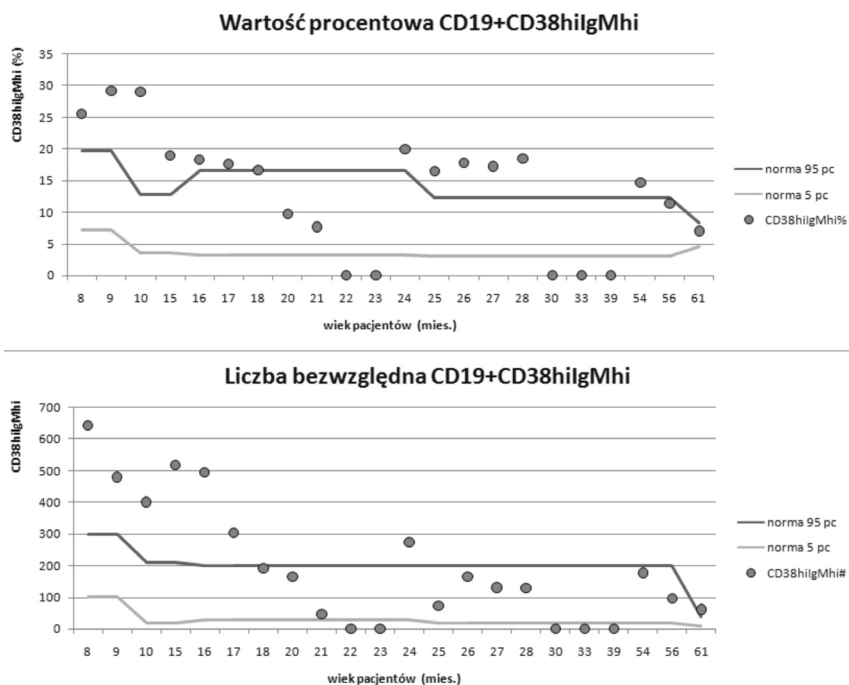 Wartość procentowa CD19+CD38hiIgMhi
CD38hiIgMhi (%)
35
30
25
20
15
10
5
0
8 9 10 15 16 17 18 20 21 22 23 24 25 26 27 28 30 33 39 54 56 61
wiek pacjentów (mies.)
norma 95 pc
norma 5 pc
CD38hiIgMhi%
Liczba bezwzględna CD19+CD38hiIgMhi
CD38hiIgMhi
700
600
500
400
300
200
100
0
8 9 10 15 16 17 18 20 21 22 23 24 25 26 27 28 30 33 39 54 56 61
wiek pacjentów (mies.)
norma 95 pc
norma 5 pc
CD38hiIgMhi#